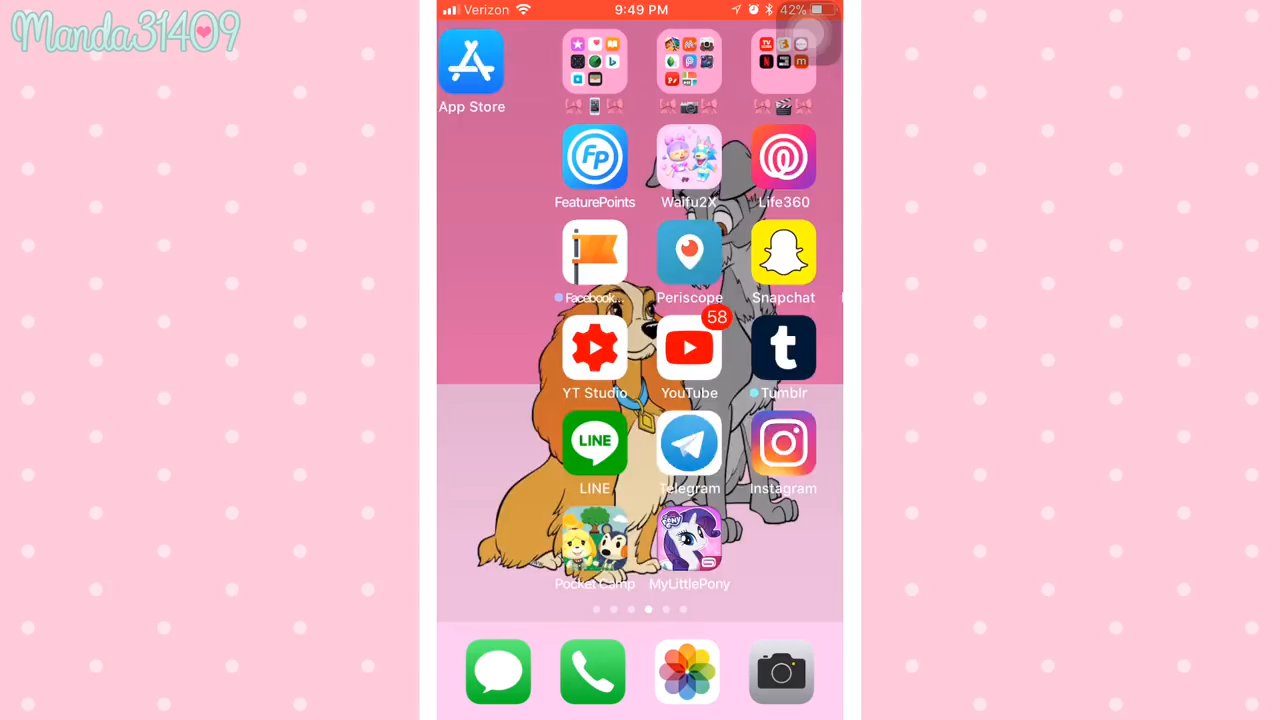 Manda31409
Verizon 9:49 PM 42%
App Store
FP
FeaturePoints Waifu2X Life360
Facebook... Periscope Snapchat
58
YT Studio YouTube Tumblr
LINE
LINE Telegram Instagram
Pocket Camp MyLittlePony